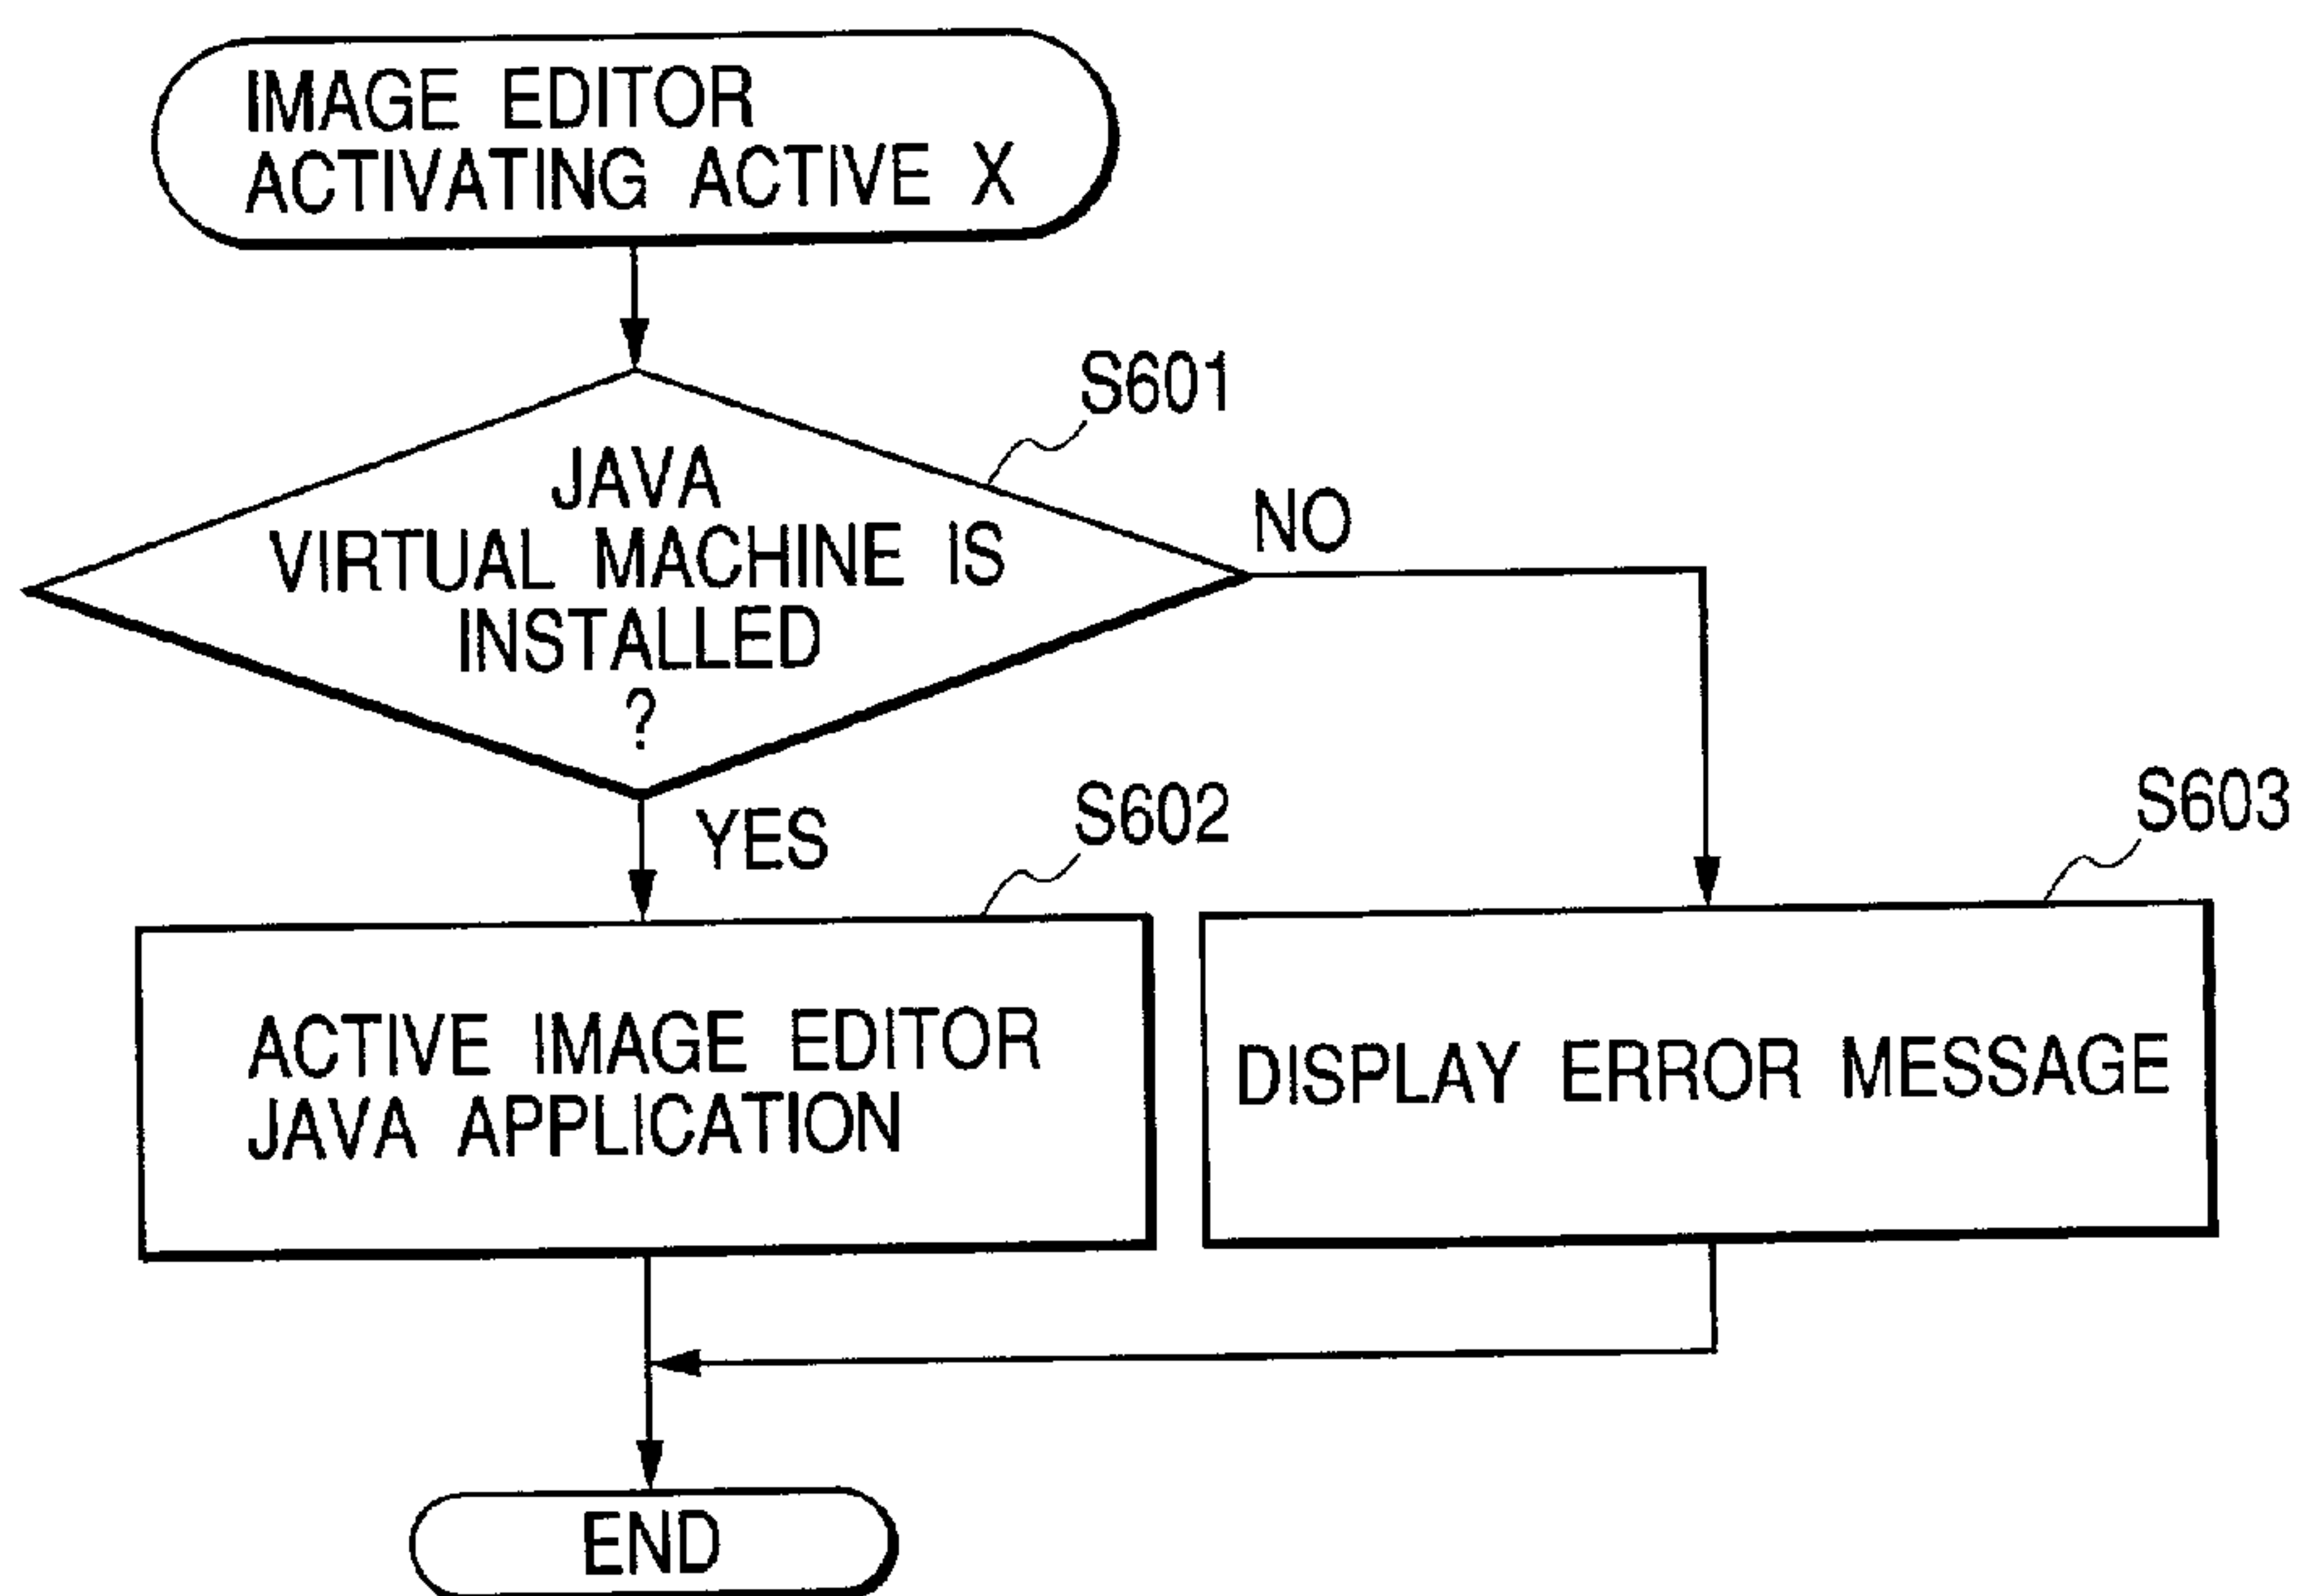 IMAGE EDITOR
ACTIVATING ACTIVE X
S601
JAVA
VIRTUAL MACHINE IS
INSTALLED
?
NO
YES
S602
S603
ACTIVE IMAGE EDITOR
JAVA APPLICATION
DISPLAY ERROR MESSAGE
END